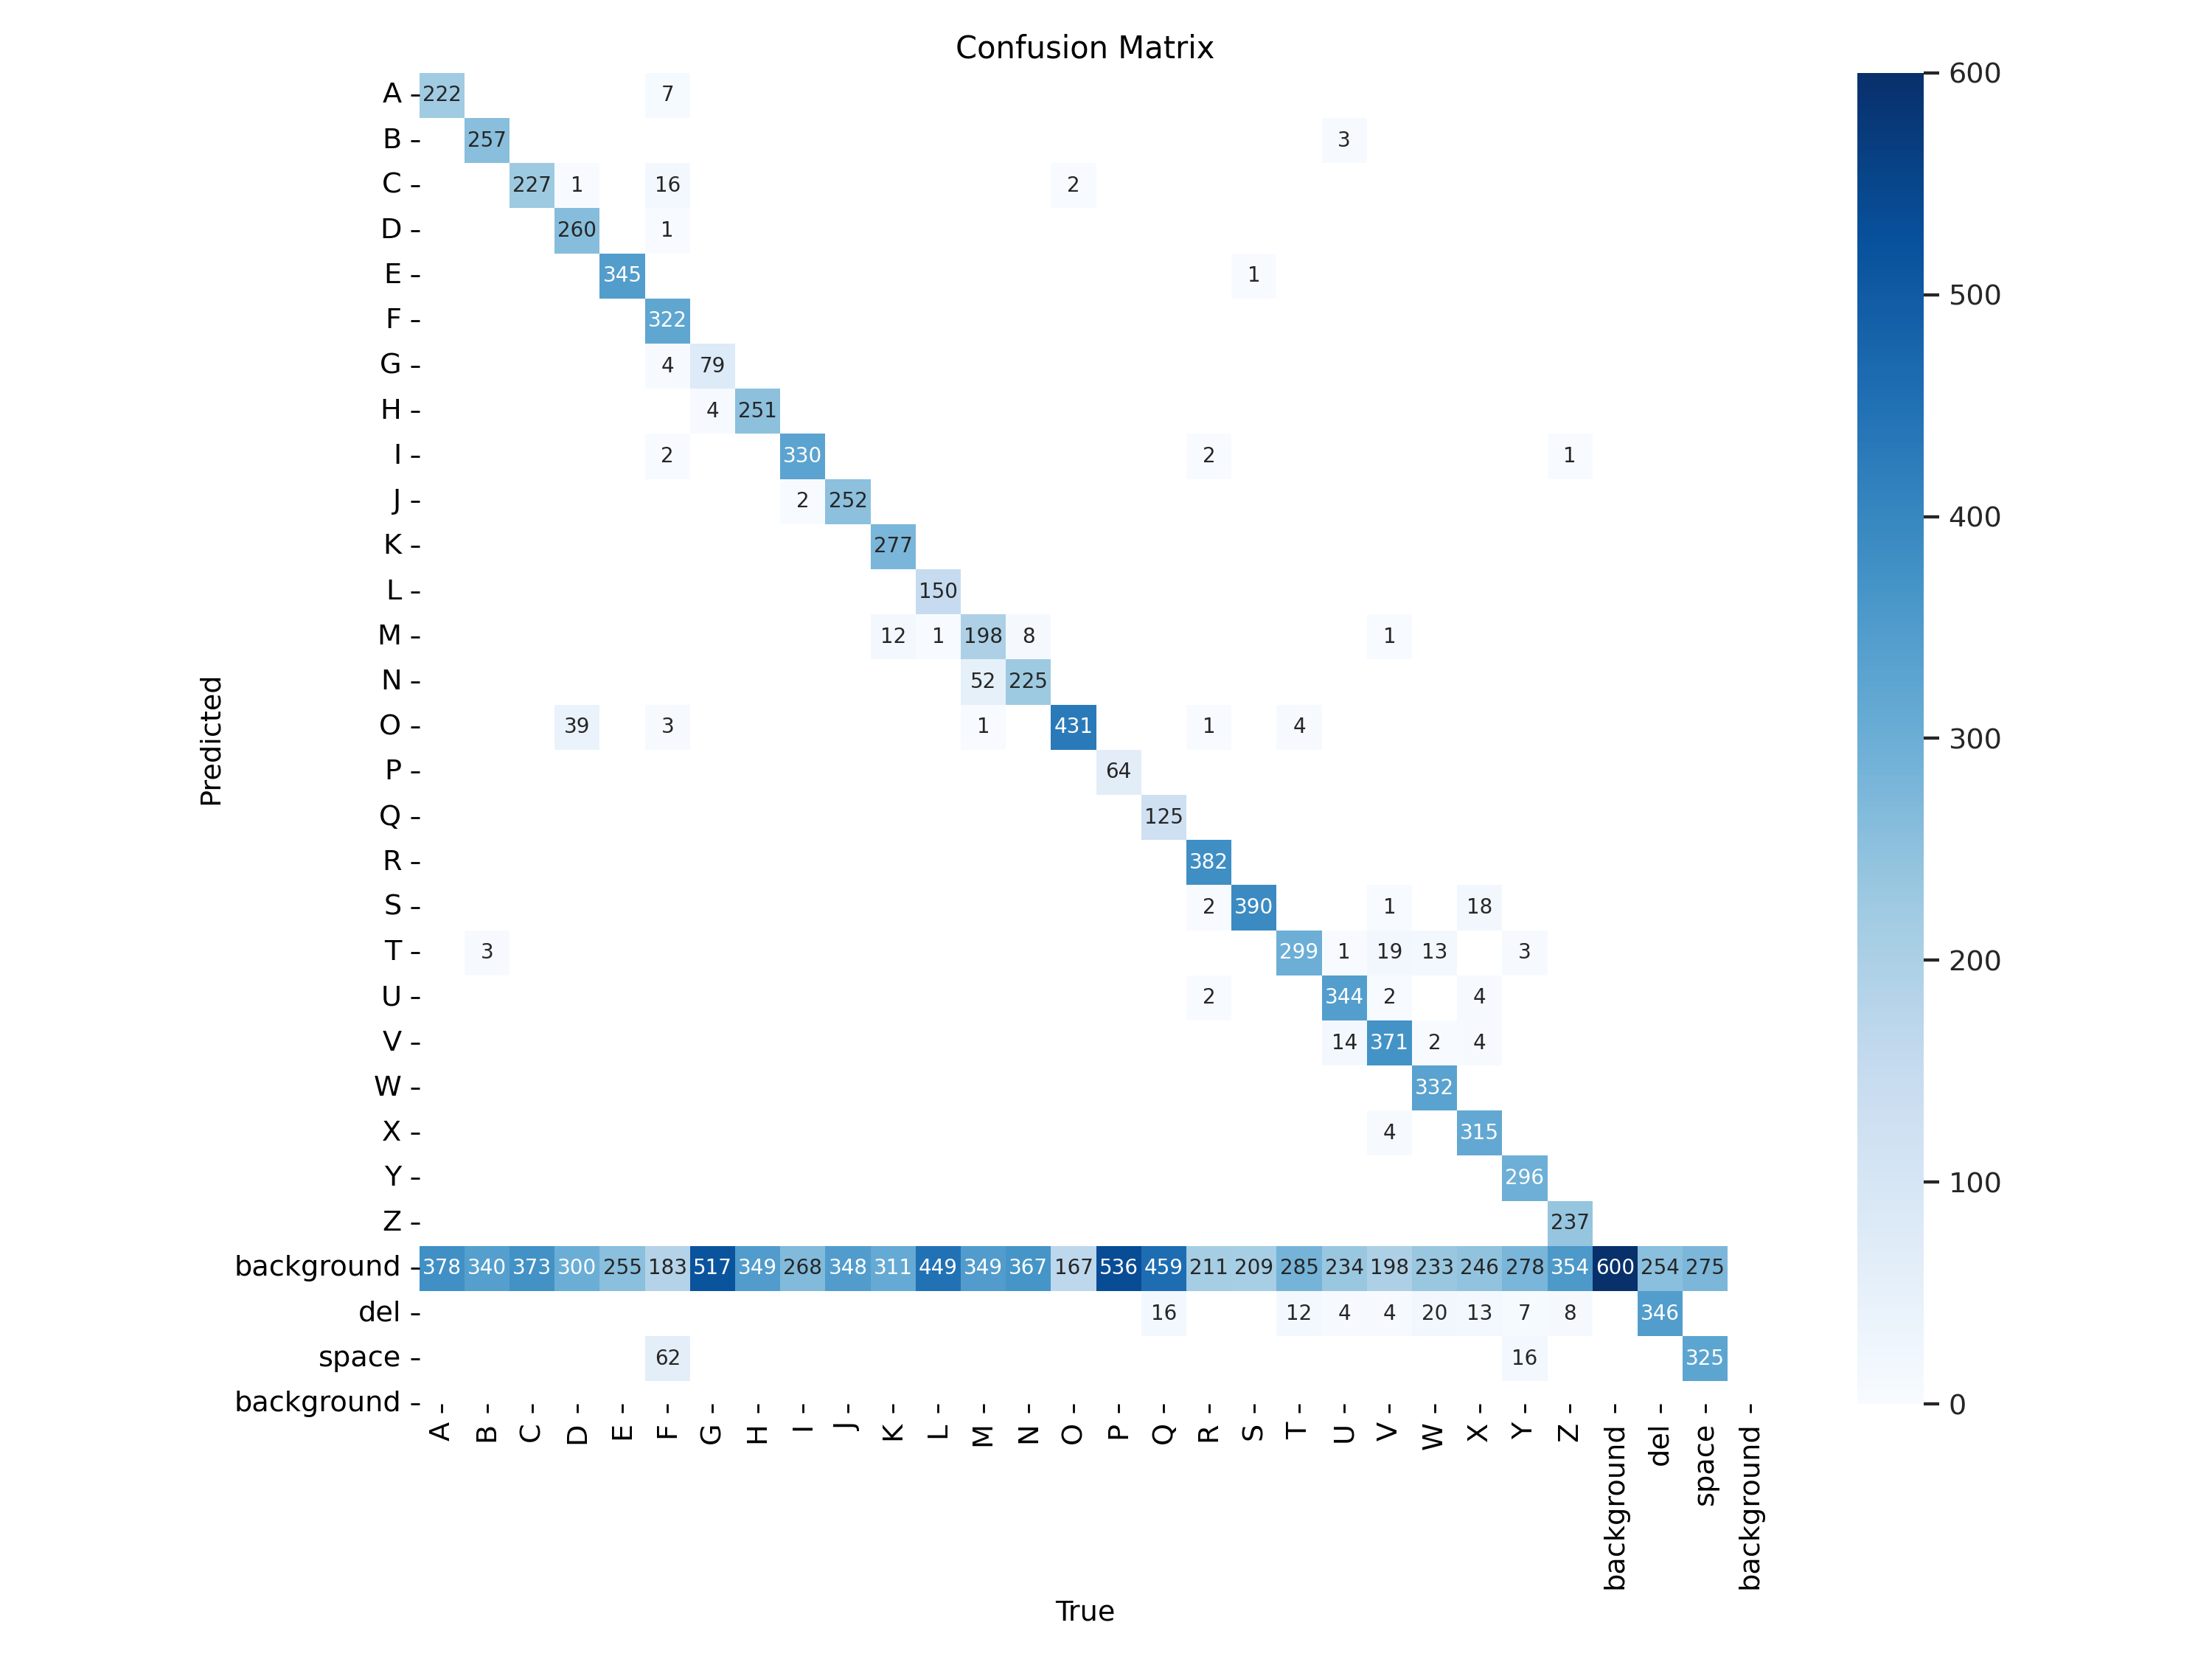 Confusion Matrix
A 222 7
B 257 3
C 227 1 16 2
D 260 1
E 345 1
F 322
G 4 79
H 4 251
I 2 330 2 1
J 2 252
K 277
L 150
M 12 1 198 8 1
N 52 225
O 39 3 1 431 1 4
P 64
Q 125
R 382
S 2 390 1 18
T 3 299 1 19 13 3
U 2 344 2 4
V 14 371 2 4
W 332
X 4 315
Y 296
Z 237
background 378 340 373 300 255 183 517 349 268 348 311 449 349 367 167 536 459 211 209 285 234 198 233 246 278 354 600 254 275
del 16 12 4 4 20 13 7 8 346
space 62 16 325
background
A B C D E F G H I J K L M N O P Q R S T U V W X Y Z background del space background
True
Predicted
600
500
400
300
200
100
0